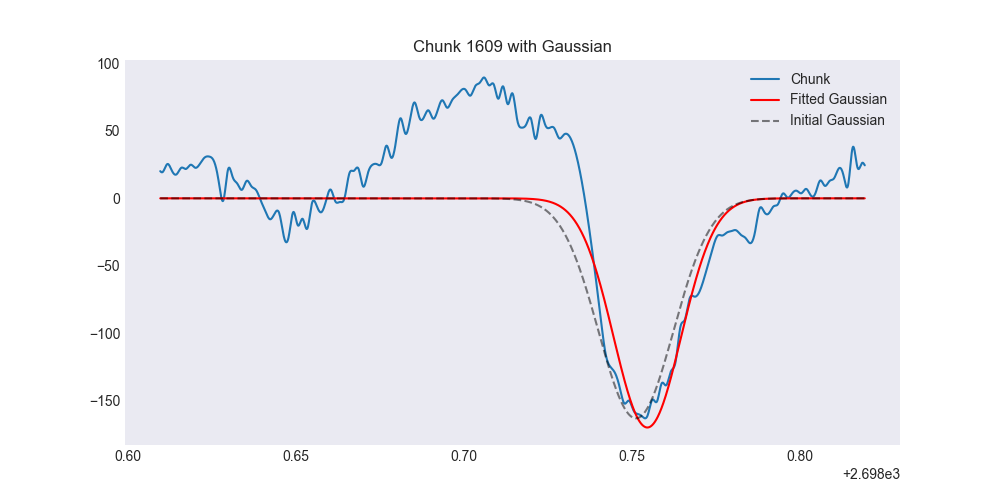 Chunk 1609 with Gaussian
100
50
0
−50
−100
−150
Chunk
Fitted Gaussian
Initial Gaussian
0.60 0.65 0.70 0.75 0.80
+2.698e3